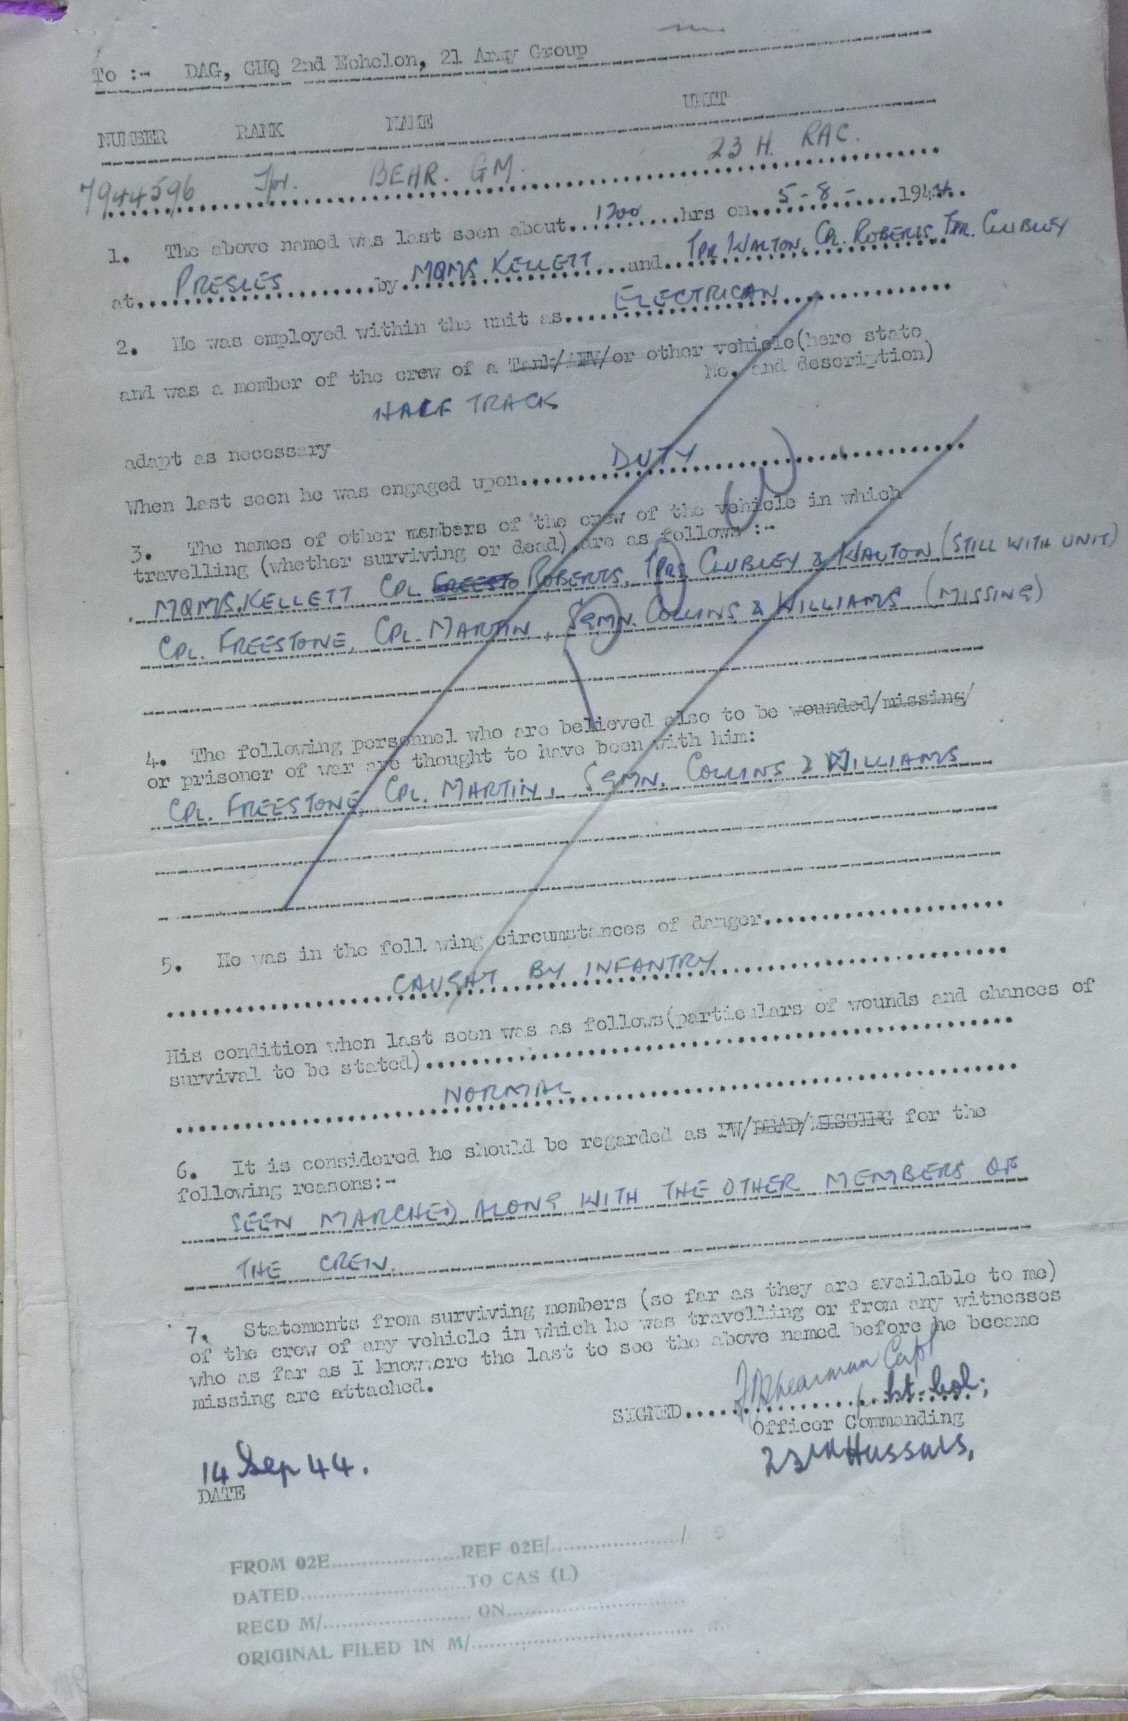 To :- DAG, GHQ 2nd Echelon, 21 Army Group
NUMBER RANK NAME UNIT
7944596 Tpr. BEHR. GM. 23 H. RAC.
1. The above named was last seen about..1200....hrs on...5-8-......1944..
at...PRESLES.........by.MQMS KELLETT...and..TPR WALTON, CPL. ROBERTS, TPR. CLUBLEY
2. He was employed within the unit as...ELECTRICAN..............
and was a member of the crew of a Tank/AFV/or other vehicle(here state
No. and description)
HALF TRACK
adapt as necessary
When last seen he was engaged upon........DUTY....................
3. The names of other members of the crew of the vehicle in which
travelling (whether surviving or dead) are as follows :-
MQMS. KELLETT CPL. FREESTO ROBERTS, TPRS CLUBLEY & WALTON (STILL WITH UNIT)
CPL. FREESTONE, CPL. MARTIN, SGMN. COLLINS & WILLIAMS (MISSING)
4. The following personnel who are believed also to be wounded/missing/
or prisoner of war are thought to have been with him:
CPL. FREESTONE, CPL. MARTIN, SGMN. COLLINS & WILLIAMS
5. He was in the foll wing circumstances of danger....................
CAUGHT BY INFANTRY
His condition when last seen was as follows(particulars of wounds and chances of
survival to be stated)........................................
NORMAL
6. It is considered he should be regarded as PW/DEAD/MISSING for the
following reasons:-
SEEN MARCHED ALONG WITH THE OTHER MEMBERS OF
THE CREW.
7. Statements from surviving members (so far as they are available to me)
of the crew of any vehicle in which he was travelling or from any witnesses
who as far as I know were the last to see the above named before he became
missing are attached.
Shearman Capt
SIGNED.................. Lt-Col;
Officer Commanding
23rd Hussars,
14 Sep 44.
DATE
FROM 02E....................REF 02E/..................../
DATED.........................TO CAS (L)
RECD M/....................... ON...........................
ORIGINAL FILED IN M/...................................